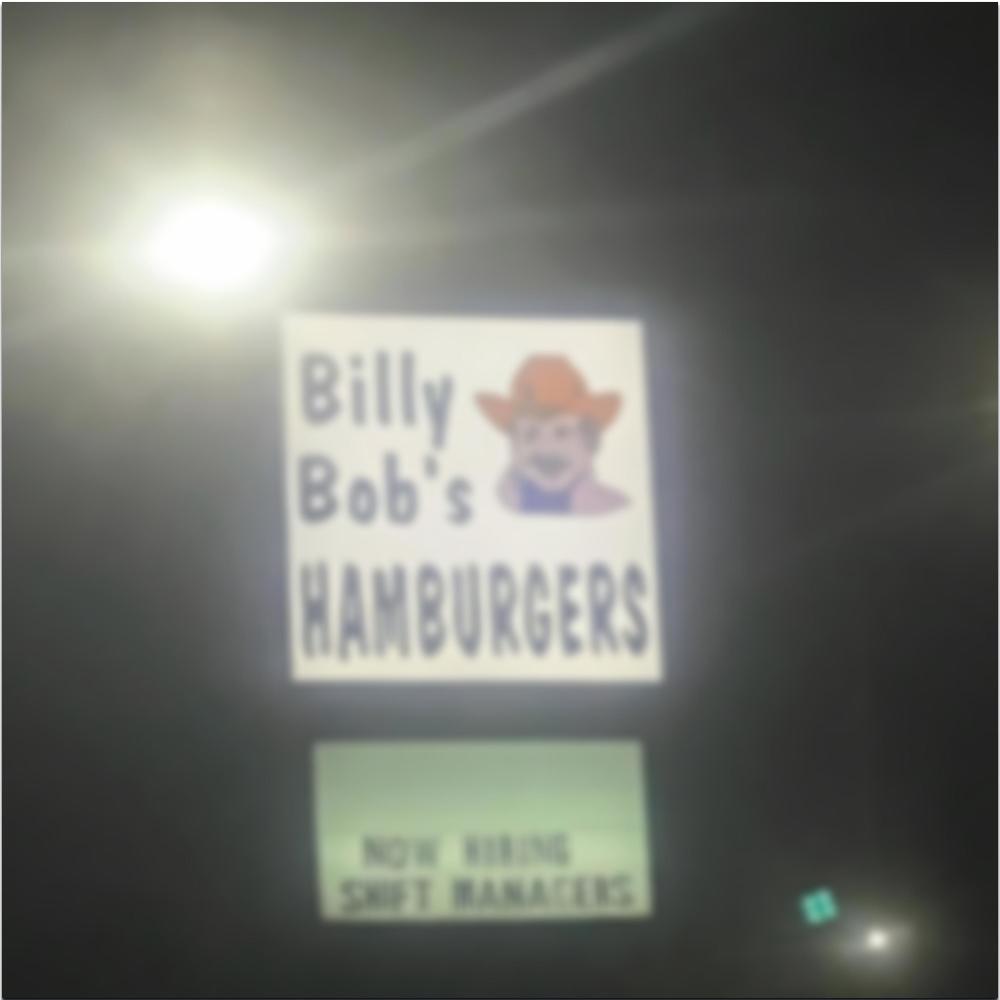 Billy
Bob's
HAMBURGERS
NOW HIRING
SHIFT MANAGERS